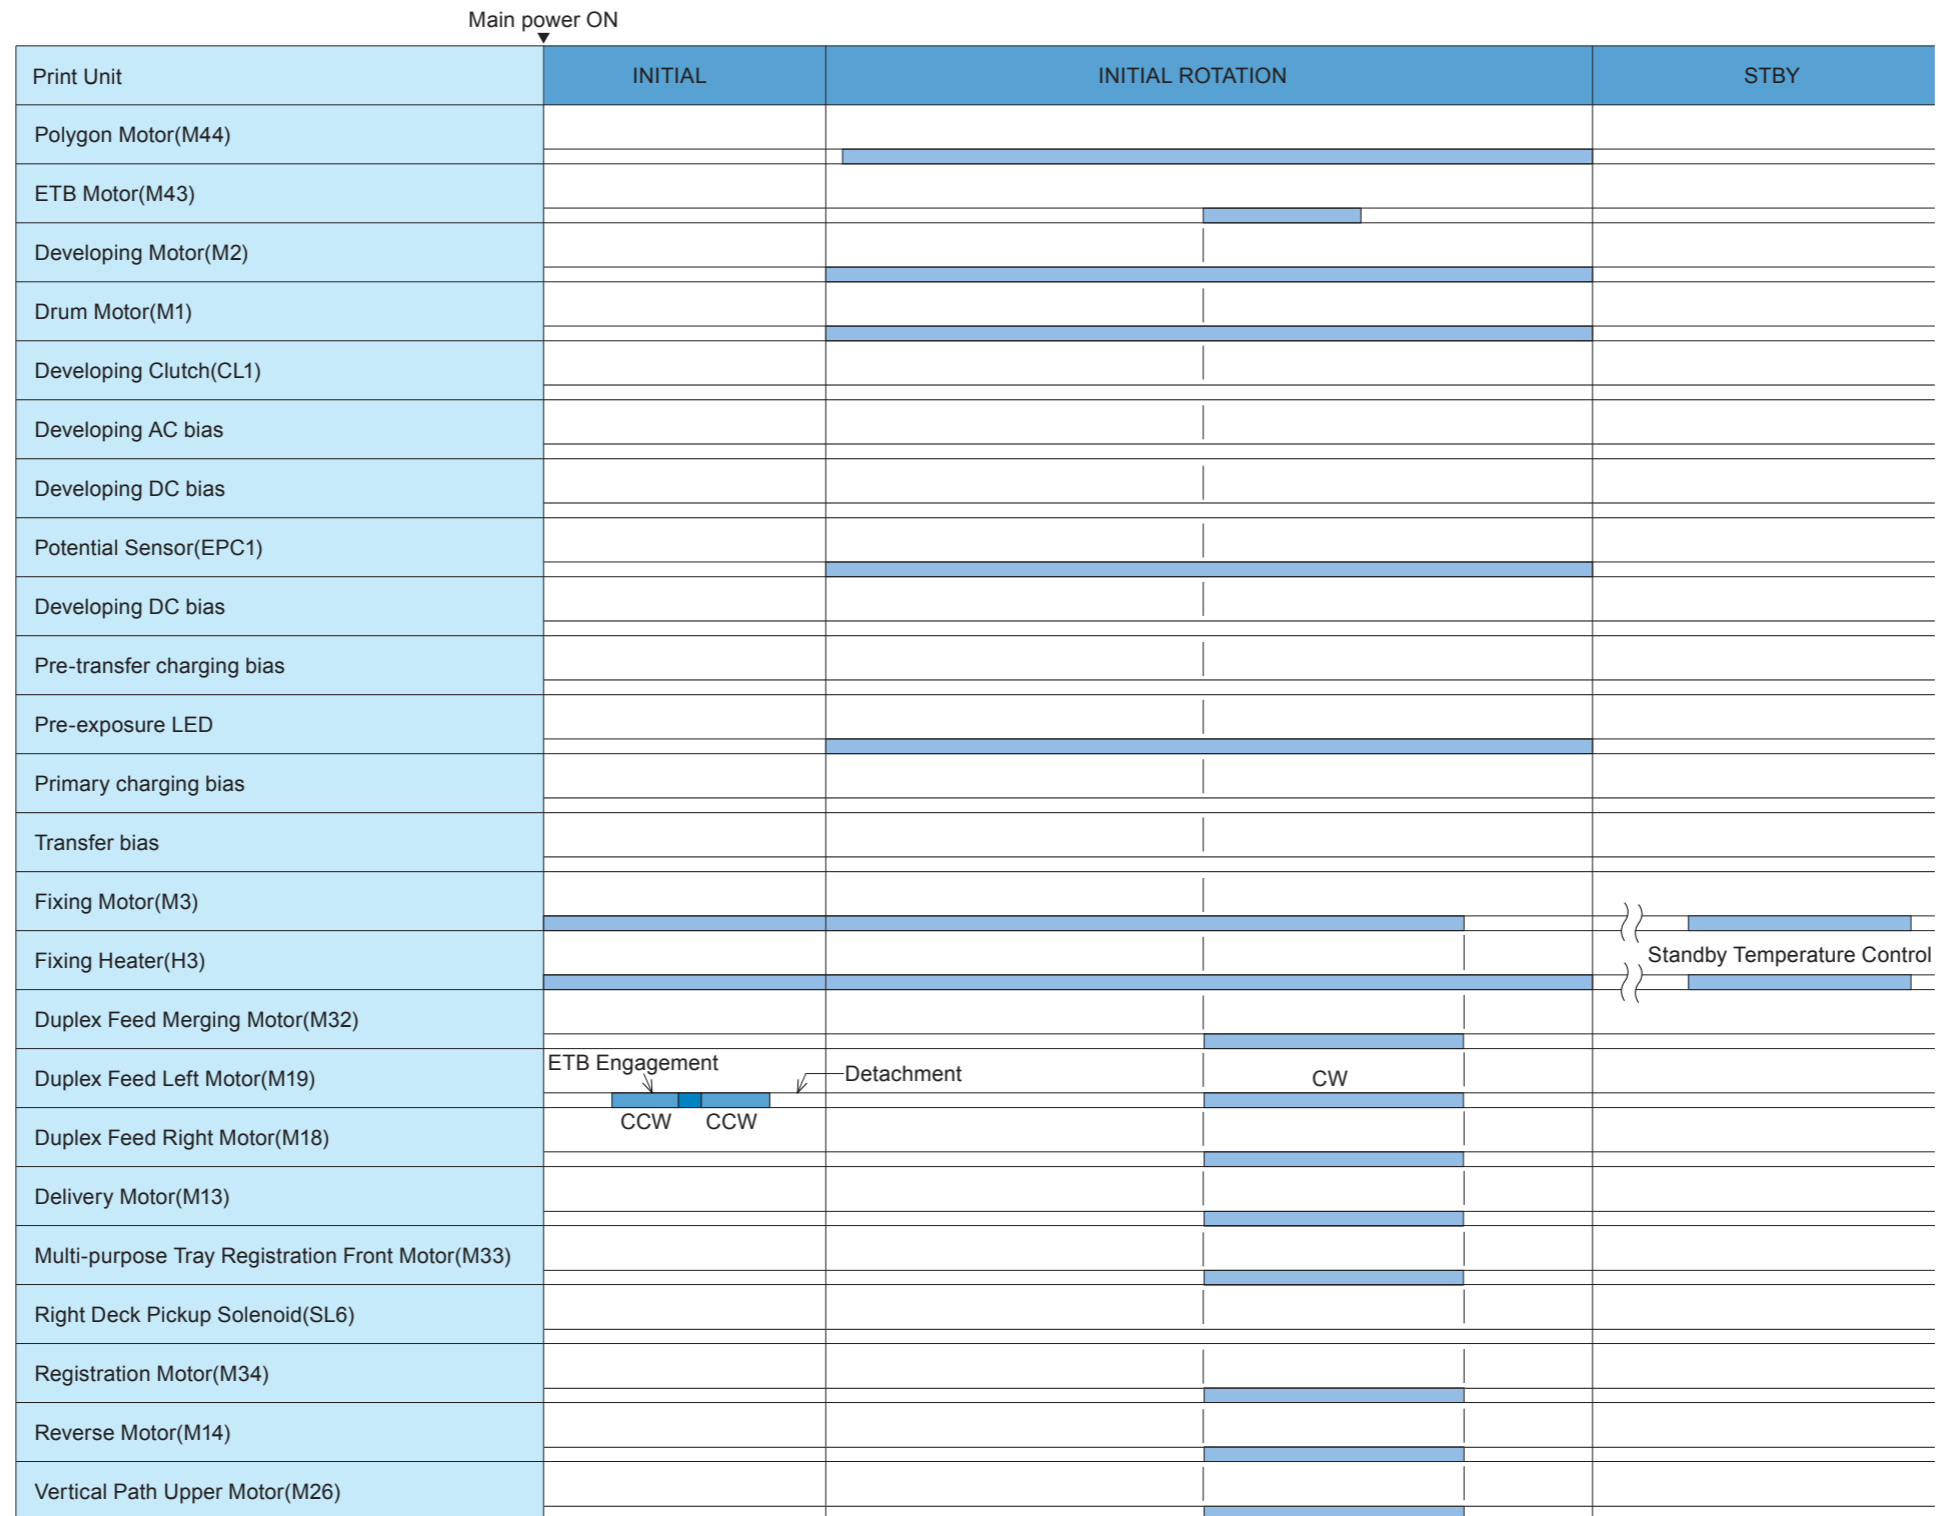 Main power ON
Print Unit
INITIAL
INITIAL ROTATION
STBY
Polygon Motor(M44)
ETB Motor(M43)
Developing Motor(M2)
Drum Motor(M1)
Developing Clutch(CL1)
Developing AC bias
Developing DC bias
Potential Sensor(EPC1)
Developing DC bias
Pre-transfer charging bias
Pre-exposure LED
Primary charging bias
Transfer bias
Fixing Motor(M3)
Fixing Heater(H3)
Standby Temperature Control
Duplex Feed Merging Motor(M32)
Duplex Feed Left Motor(M19)
ETB Engagement
Detachment
CW
CCW
CCW
Duplex Feed Right Motor(M18)
Delivery Motor(M13)
Multi-purpose Tray Registration Front Motor(M33)
Right Deck Pickup Solenoid(SL6)
Registration Motor(M34)
Reverse Motor(M14)
Vertical Path Upper Motor(M26)